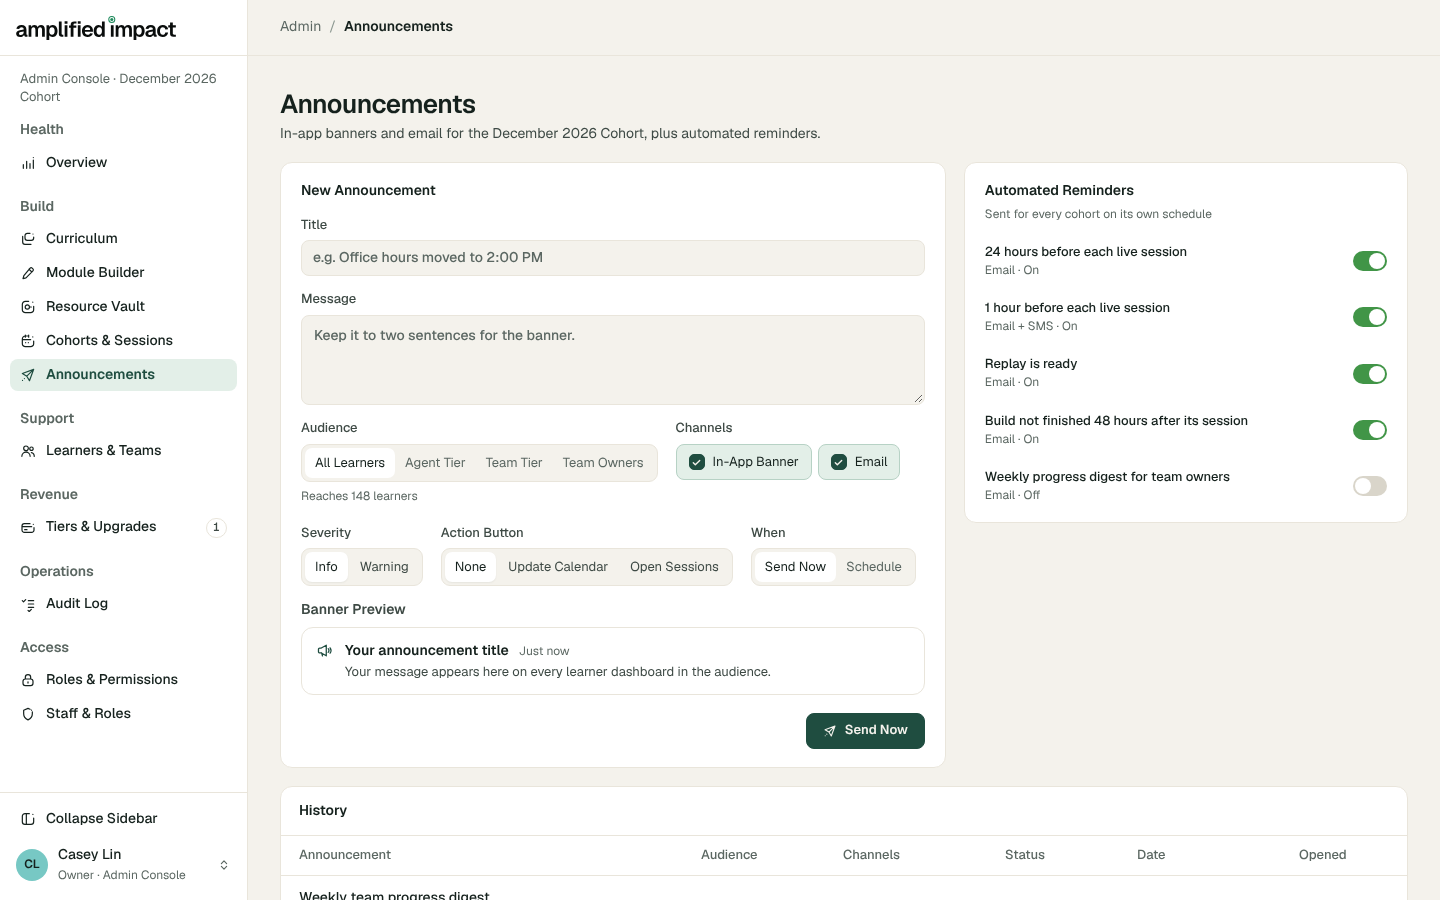 amplified impact
Admin / Announcements
Admin Console · December 2026
Cohort
Health
Overview
Build
Curriculum
Module Builder
Resource Vault
Cohorts & Sessions
Announcements
Support
Learners & Teams
Revenue
Tiers & Upgrades 1
Operations
Audit Log
Access
Roles & Permissions
Staff & Roles
Collapse Sidebar
CL
Casey Lin
Owner · Admin Console
Announcements
In-app banners and email for the December 2026 Cohort, plus automated reminders.
New Announcement
Title
e.g. Office hours moved to 2:00 PM
Message
Keep it to two sentences for the banner.
Audience
All Learners Agent Tier Team Tier Team Owners
Reaches 148 learners
Channels
In-App Banner Email
Severity
Info Warning
Action Button
None Update Calendar Open Sessions
When
Send Now Schedule
Banner Preview
Your announcement title Just now
Your message appears here on every learner dashboard in the audience.
Send Now
Automated Reminders
Sent for every cohort on its own schedule
24 hours before each live session
Email · On
1 hour before each live session
Email + SMS · On
Replay is ready
Email · On
Build not finished 48 hours after its session
Email · On
Weekly progress digest for team owners
Email · Off
History
Announcement Audience Channels Status Date Opened
Weekly team progress digest